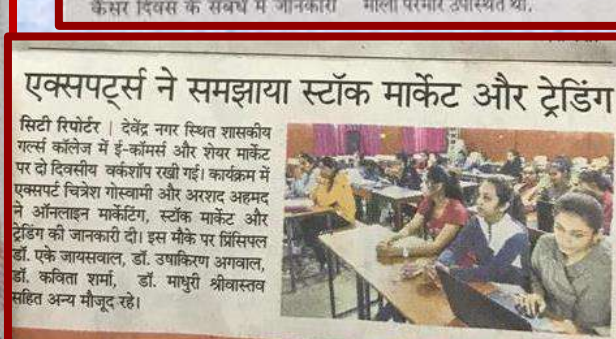 कैंसर दिवस के संबंध में जानकारी
माला परमार उपस्थित थीं.
एक्सपर्ट्स ने समझाया स्टॉक मार्केट और ट्रेडिंग
सिटी रिपोर्टर | देवेंद्र नगर स्थित शासकीय
गर्ल्स कॉलेज में ई-कॉमर्स और शेयर मार्केट
पर दो दिवसीय वर्कशॉप रखी गई। कार्यक्रम में
एक्सपर्ट चित्रेश गोस्वामी और अरशद अहमद
ने ऑनलाइन मार्केटिंग, स्टॉक मार्केट और
ट्रेडिंग की जानकारी दी। इस मौके पर प्रिंसिपल
डॉ. एके जायसवाल, डॉ. उषाकिरण अग्रवाल,
डॉ. कविता शर्मा, डॉ. माधुरी श्रीवास्तव
सहित अन्य मौजूद रहे।